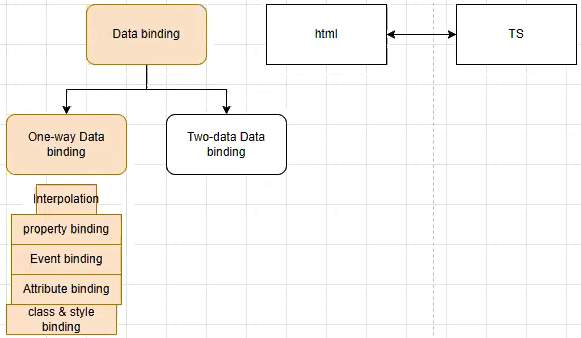 Data binding
html
TS
One-way Data
binding
Two-data Data
binding
Interpolation
property binding
Event binding
Attribute binding
class & style
binding